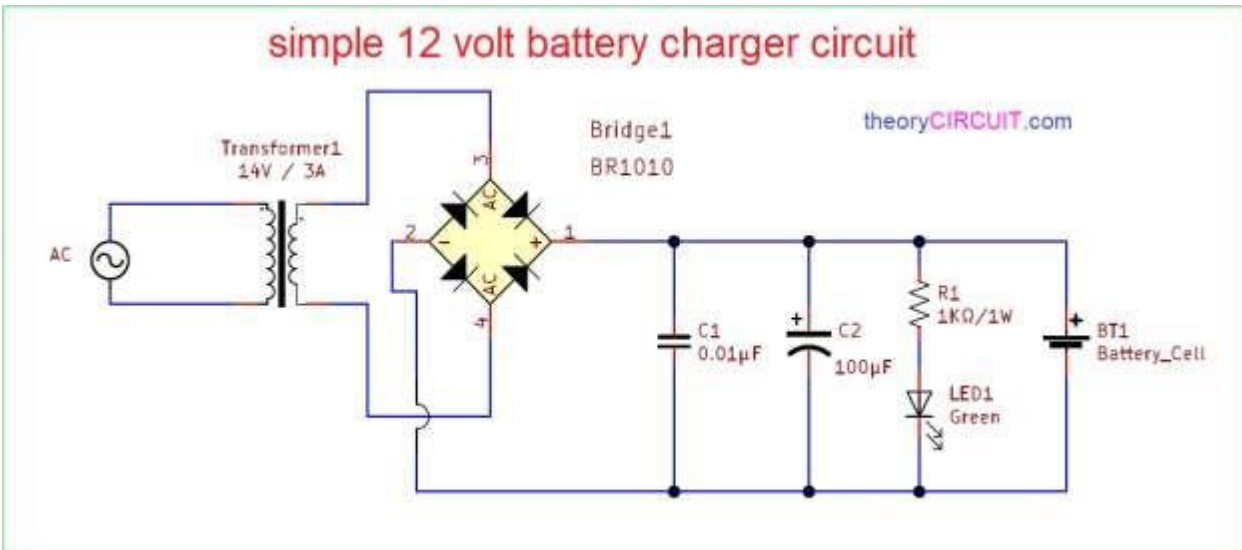 simple 12 volt battery charger circuit
theoryCIRCUIT.com
Transformer1
14V / 3A
Bridge1
BR1010
AC
3
AC
2
-
+
1
AC
4
C1
0.01µF
+
C2
100µF
R1
1KΩ/1W
LED1
Green
+
BT1
Battery_Cell